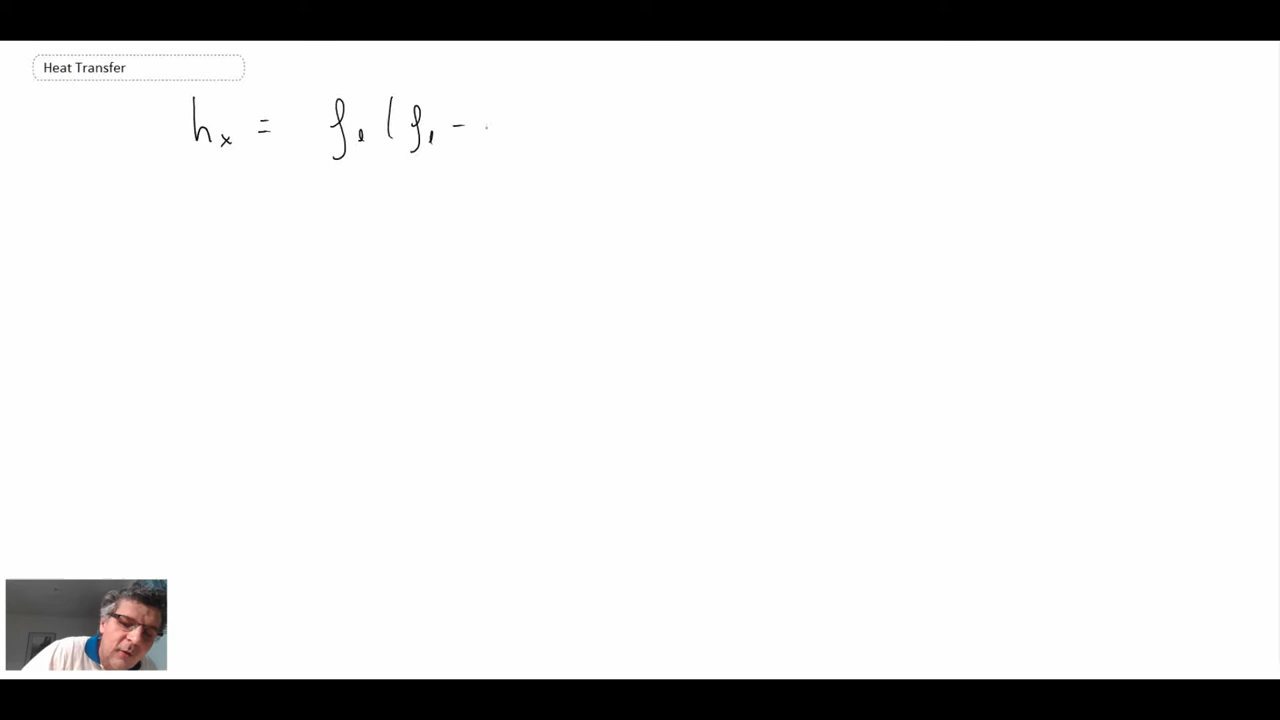 Heat Transfer
hₓ = ρₗ (ρₗ -